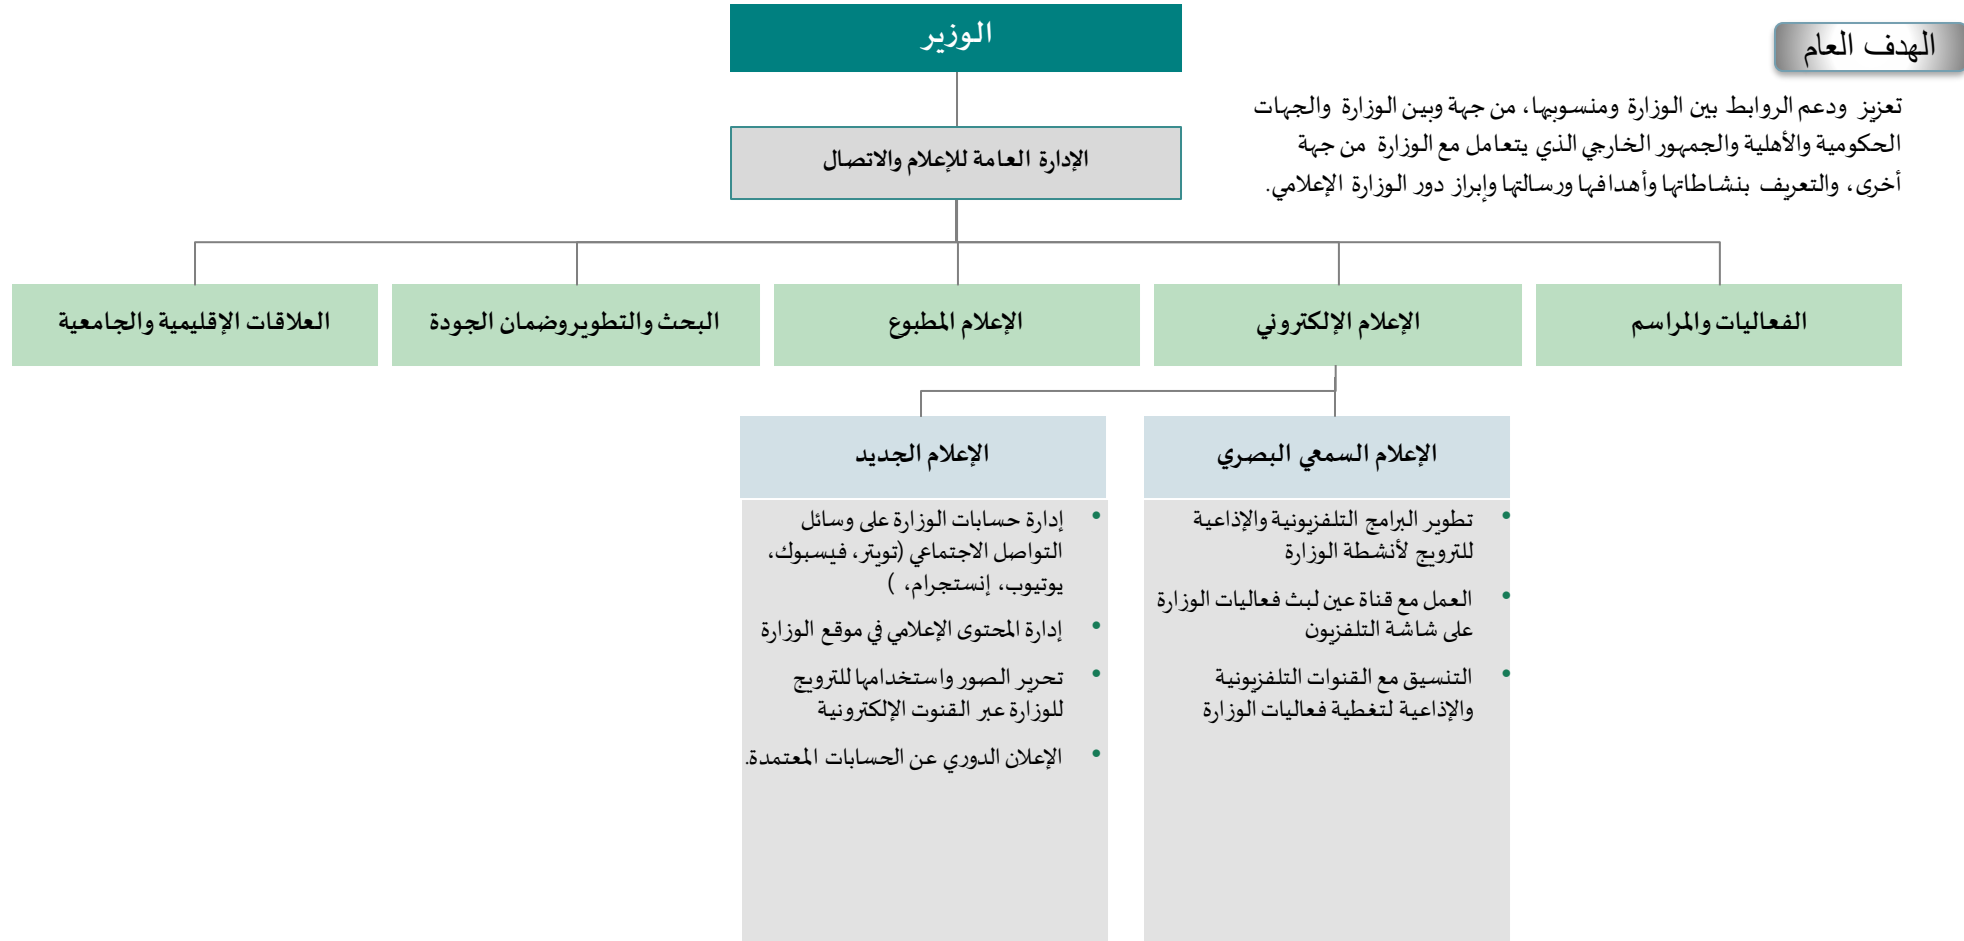 الهدف العام
تعزيز ودعم الروابط بين الوزارة ومنسوبيها، من جهة وبين الوزارة والجهات
الحكومية والأهلية والجمهور الخارجي الذي يتعامل مع الوزارة من جهة
أخرى، والتعريف بنشاطاتها وأهدافها ورسالتها وإبراز دور الوزارة الإعلامي.
الوزير
الإدارة العامة للإعلام والاتصال
الفعاليات والمراسم
الإعلام الإلكتروني
الإعلام المطبوع
البحث والتطوير وضمان الجودة
العلاقات الإقليمية والجامعية
الإعلام السمعي البصري
• تطوير البرامج التلفزيونية والإذاعية
للترويج لأنشطة الوزارة
• العمل مع قناة عين لبث فعاليات الوزارة
على شاشة التلفزيون
• التنسيق مع القنوات التلفزيونية
والإذاعية لتغطية فعاليات الوزارة
الإعلام الجديد
• إدارة حسابات الوزارة على وسائل
التواصل الاجتماعي (تويتر، فيسبوك،
يوتيوب، إنستجرام، )
• إدارة المحتوى الإعلامي في موقع الوزارة
• تحرير الصور واستخدامها للترويج
للوزارة عبر القنوت الإلكترونية
• الإعلان الدوري عن الحسابات المعتمدة.